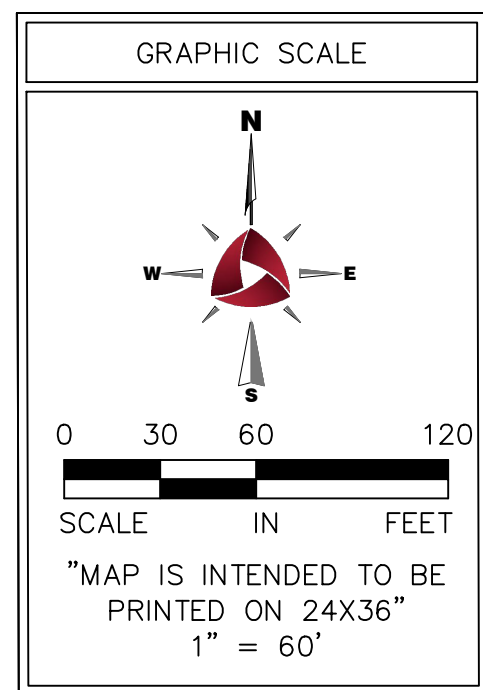 GRAPHIC SCALE
N
W E
S
0 30 60 120
SCALE IN FEET
"MAP IS INTENDED TO BE
PRINTED ON 24X36"
1" = 60'